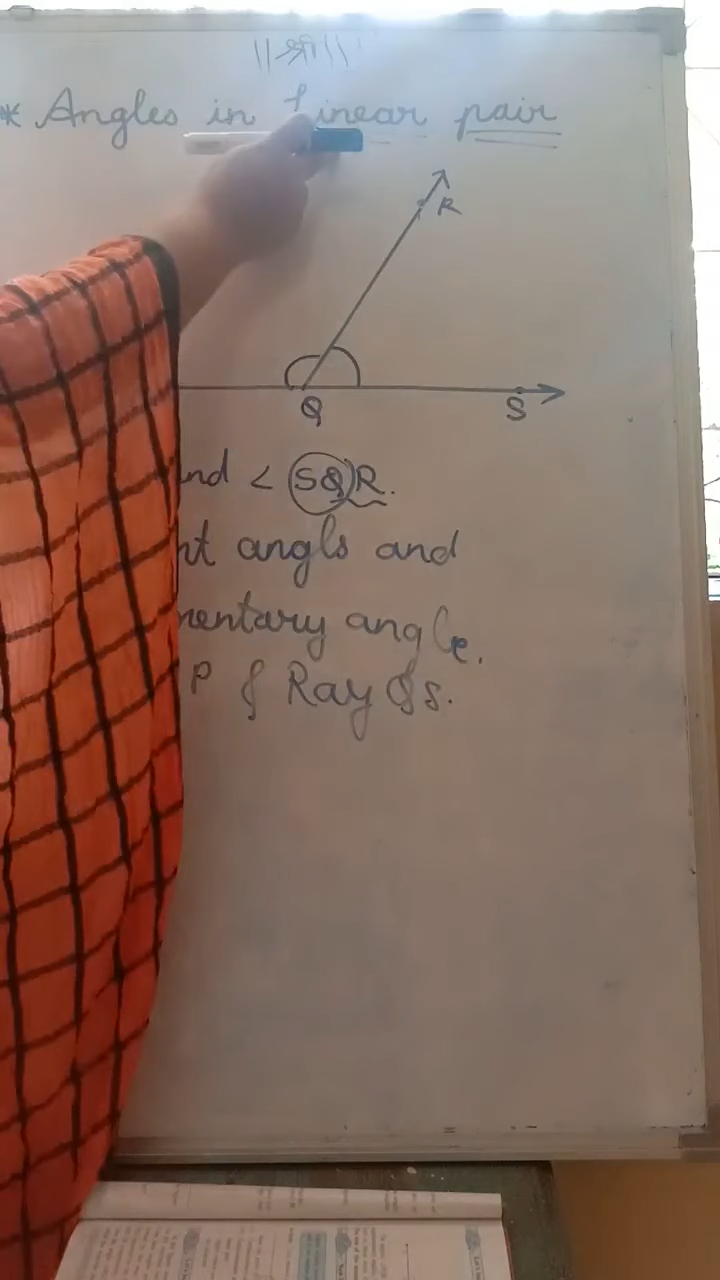 ||श्री||
* Angles in Linear pair
R
Q S
nd < SQR.
nt angls and
mentary angle.
P & Ray QS.